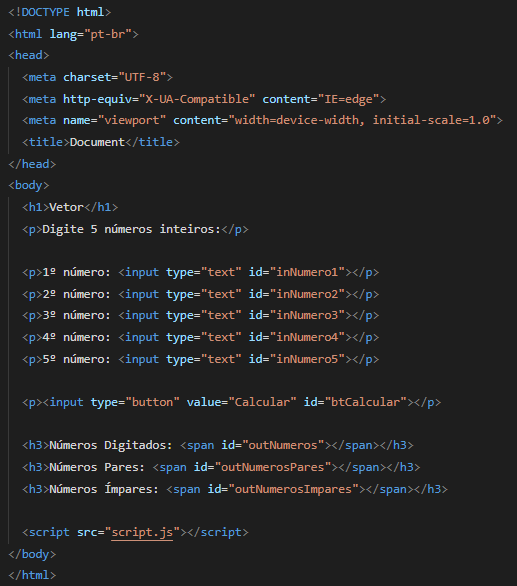 <!DOCTYPE html>
<html lang="pt-br">
<head>
<meta charset="UTF-8">
<meta http-equiv="X-UA-Compatible" content="IE=edge">
<meta name="viewport" content="width=device-width, initial-scale=1.0">
<title>Document</title>
</head>
<body>
<h1>Vetor</h1>
<p>Digite 5 números inteiros:</p>
<p>1º número: <input type="text" id="inNumero1"></p>
<p>2º número: <input type="text" id="inNumero2"></p>
<p>3º número: <input type="text" id="inNumero3"></p>
<p>4º número: <input type="text" id="inNumero4"></p>
<p>5º número: <input type="text" id="inNumero5"></p>
<p><input type="button" value="Calcular" id="btCalcular"></p>
<h3>Números Digitados: <span id="outNumeros"></span></h3>
<h3>Números Pares: <span id="outNumerosPares"></span></h3>
<h3>Números Ímpares: <span id="outNumerosImpares"></span></h3>
<script src="script.js"></script>
</body>
</html>